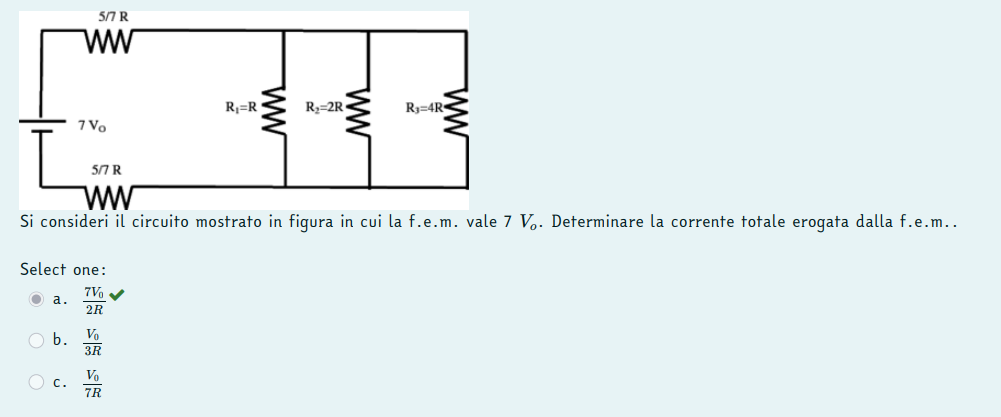 5/7 R
R₁=R R₂=2R R₃=4R
7 V₀
5/7 R
Si consideri il circuito mostrato in figura in cui la f.e.m. vale 7 Vₒ. Determinare la corrente totale erogata dalla f.e.m..
Select one:
a. 7V₀/2R
b. V₀/3R
c. V₀/7R